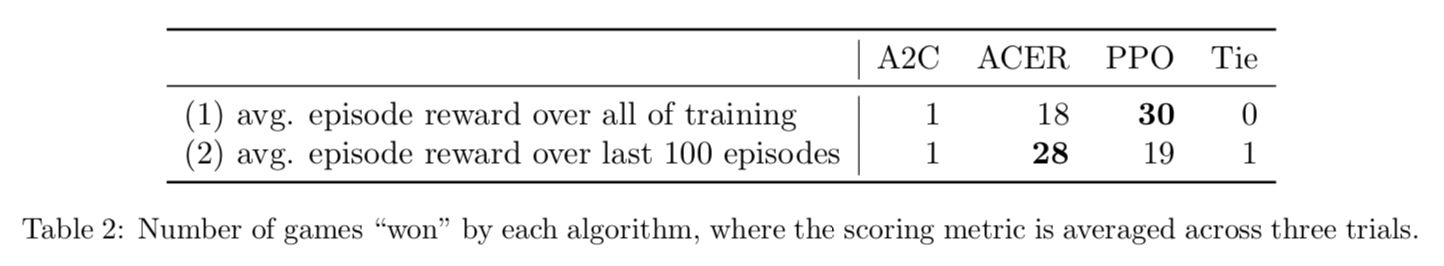 A2C ACER PPO Tie
(1) avg. episode reward over all of training 1 18 30 0
(2) avg. episode reward over last 100 episodes 1 28 19 1
Table 2: Number of games “won” by each algorithm, where the scoring metric is averaged across three trials.